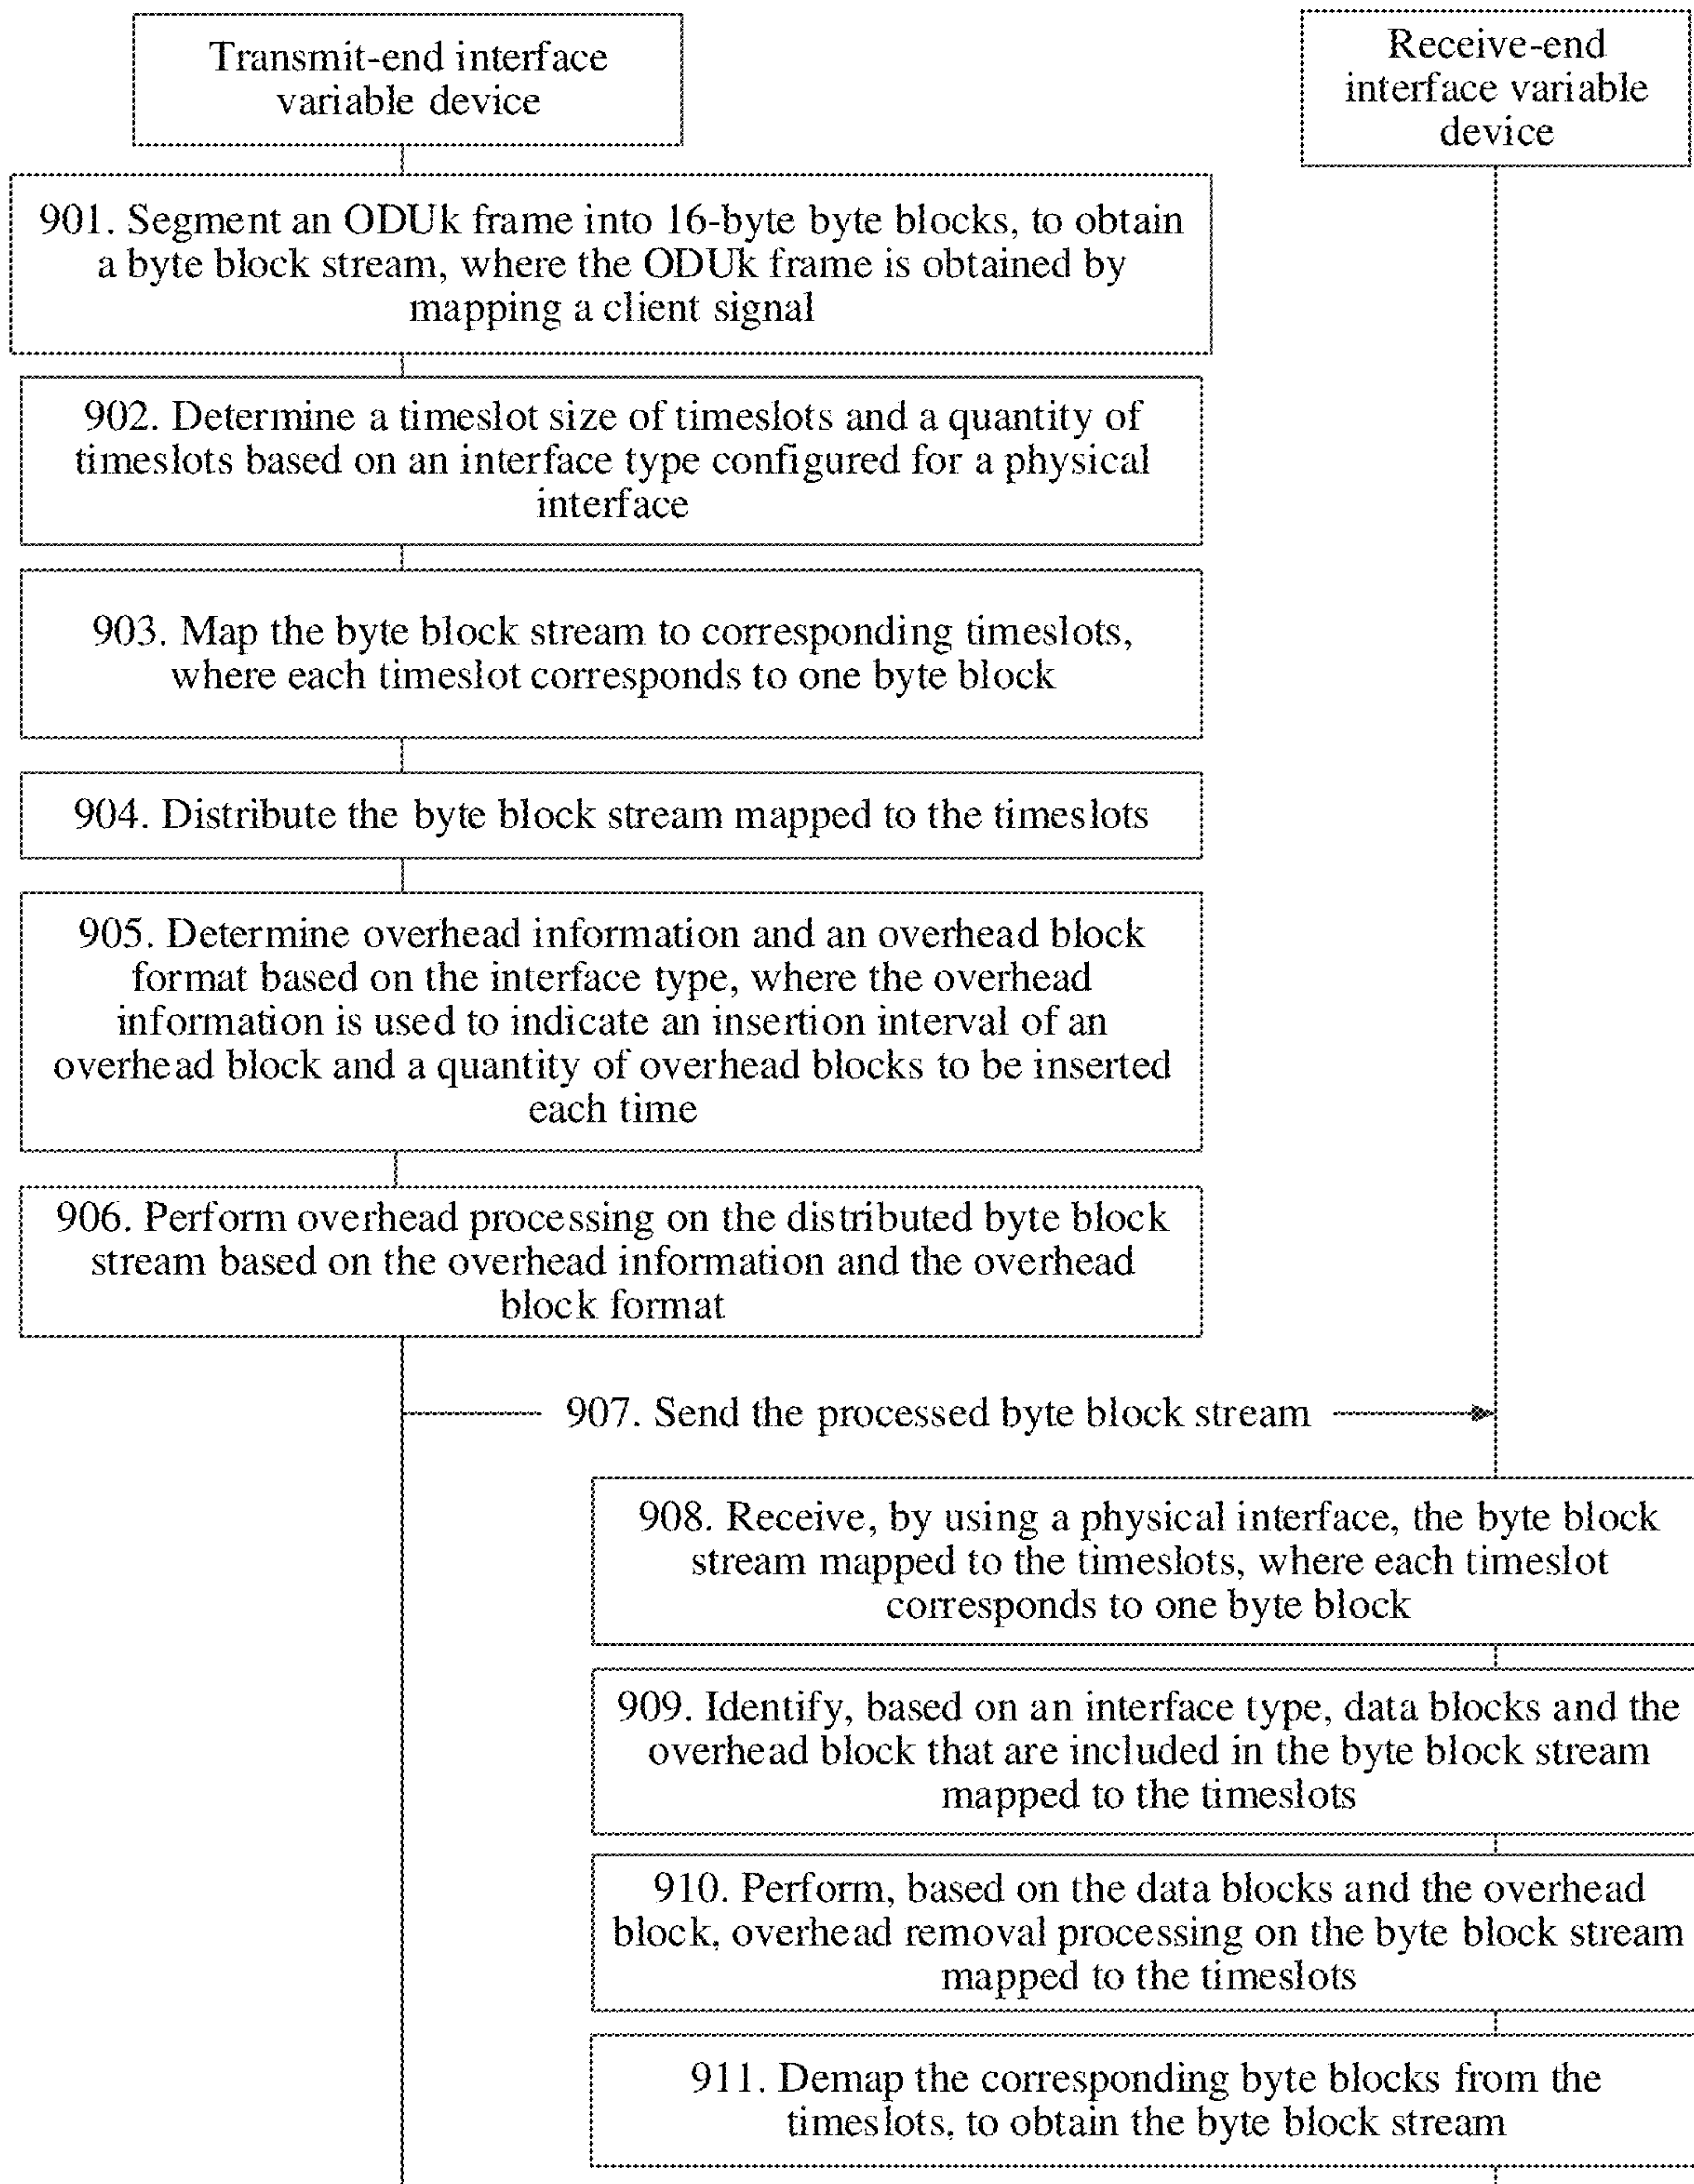 Transmit-end interface
variable device
Receive-end
interface variable
device
901. Segment an ODUk frame into 16-byte byte blocks, to obtain
a byte block stream, where the ODUk frame is obtained by
mapping a client signal
902. Determine a timeslot size of timeslots and a quantity of
timeslots based on an interface type configured for a physical
interface
903. Map the byte block stream to corresponding timeslots,
where each timeslot corresponds to one byte block
904. Distribute the byte block stream mapped to the timeslots
905. Determine overhead information and an overhead block
format based on the interface type, where the overhead
information is used to indicate an insertion interval of an
overhead block and a quantity of overhead blocks to be inserted
each time
906. Perform overhead processing on the distributed byte block
stream based on the overhead information and the overhead
block format
907. Send the processed byte block stream
908. Receive, by using a physical interface, the byte block
stream mapped to the timeslots, where each timeslot
corresponds to one byte block
909. Identify, based on an interface type, data blocks and the
overhead block that are included in the byte block stream
mapped to the timeslots
910. Perform, based on the data blocks and the overhead
block, overhead removal processing on the byte block stream
mapped to the timeslots
911. Demap the corresponding byte blocks from the
timeslots, to obtain the byte block stream